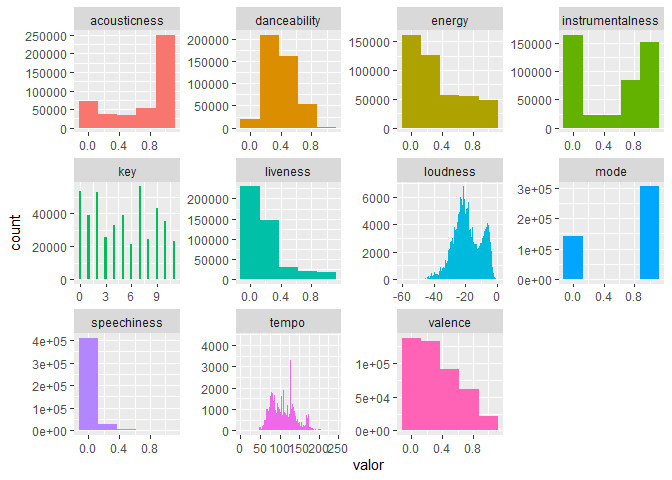 acousticness
danceability
energy
instrumentalness
250000
200000
150000
100000
50000
0
0.0 0.4 0.8
200000
150000
100000
50000
0
0.0 0.4 0.8
150000
100000
50000
0
0.0 0.4 0.8
150000
100000
50000
0
0.0 0.4 0.8
key
liveness
loudness
mode
40000
20000
0
0 3 6 9
200000
150000
100000
50000
0
0.0 0.4 0.8
6000
4000
2000
0
-60 -40 -20 0
3e+05
2e+05
1e+05
0e+00
0.0 0.4 0.8
speechiness
tempo
valence
4e+05
3e+05
2e+05
1e+05
0e+00
0.0 0.4 0.8
4000
3000
2000
1000
0
0 50 100 150 200 250
1e+05
5e+04
0e+00
0.0 0.4 0.8
count
valor